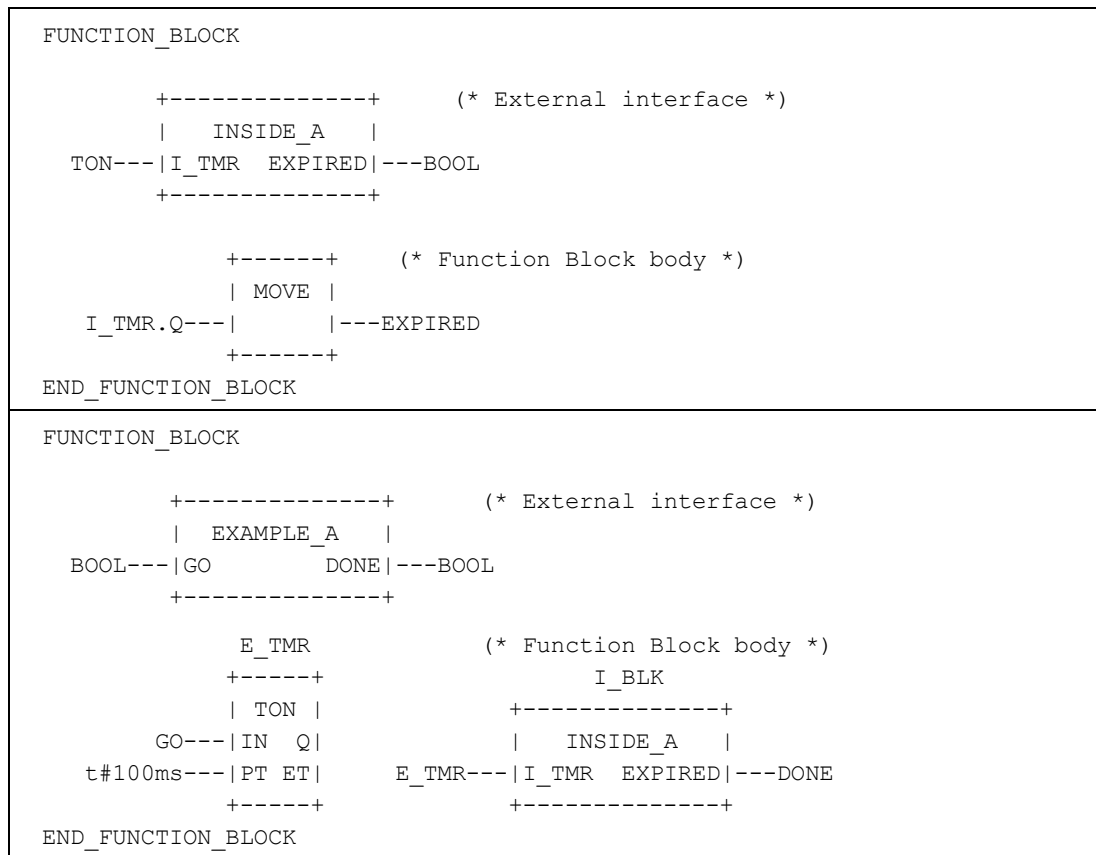 FUNCTION_BLOCK
+--------------+ (* External interface *)
| INSIDE_A |
TON---|I_TMR EXPIRED|---BOOL
+--------------+
+------+ (* Function Block body *)
| MOVE |
I_TMR.Q---| |---EXPIRED
+------+
END_FUNCTION_BLOCK
FUNCTION_BLOCK
+--------------+ (* External interface *)
| EXAMPLE_A |
BOOL---|GO DONE|---BOOL
+--------------+
E_TMR (* Function Block body *)
+-----+ I_BLK
| TON | +--------------+
GO---|IN Q| | INSIDE_A |
t#100ms---|PT ET| E_TMR---|I_TMR EXPIRED|---DONE
+-----+ +--------------+
END_FUNCTION_BLOCK